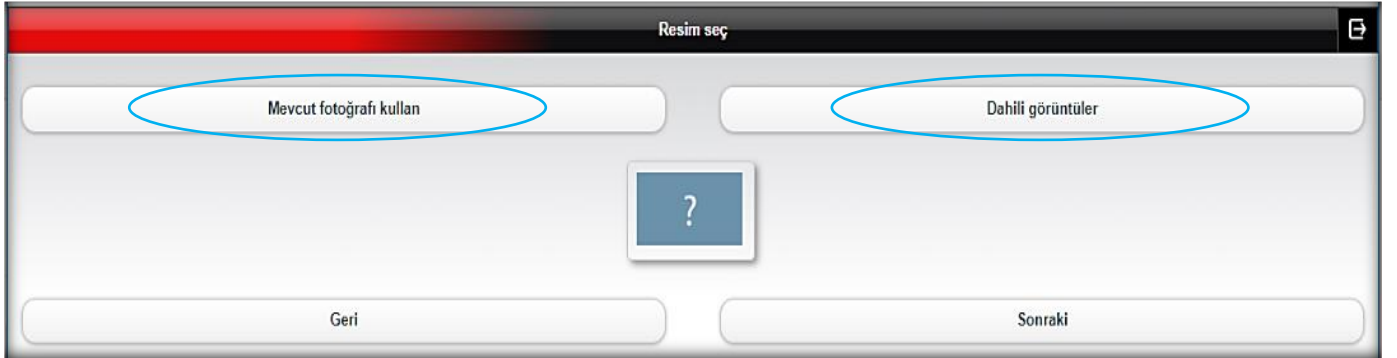 Resim seç
Mevcut fotoğrafı kullan
Dahili görüntüler
?
Geri
Sonraki